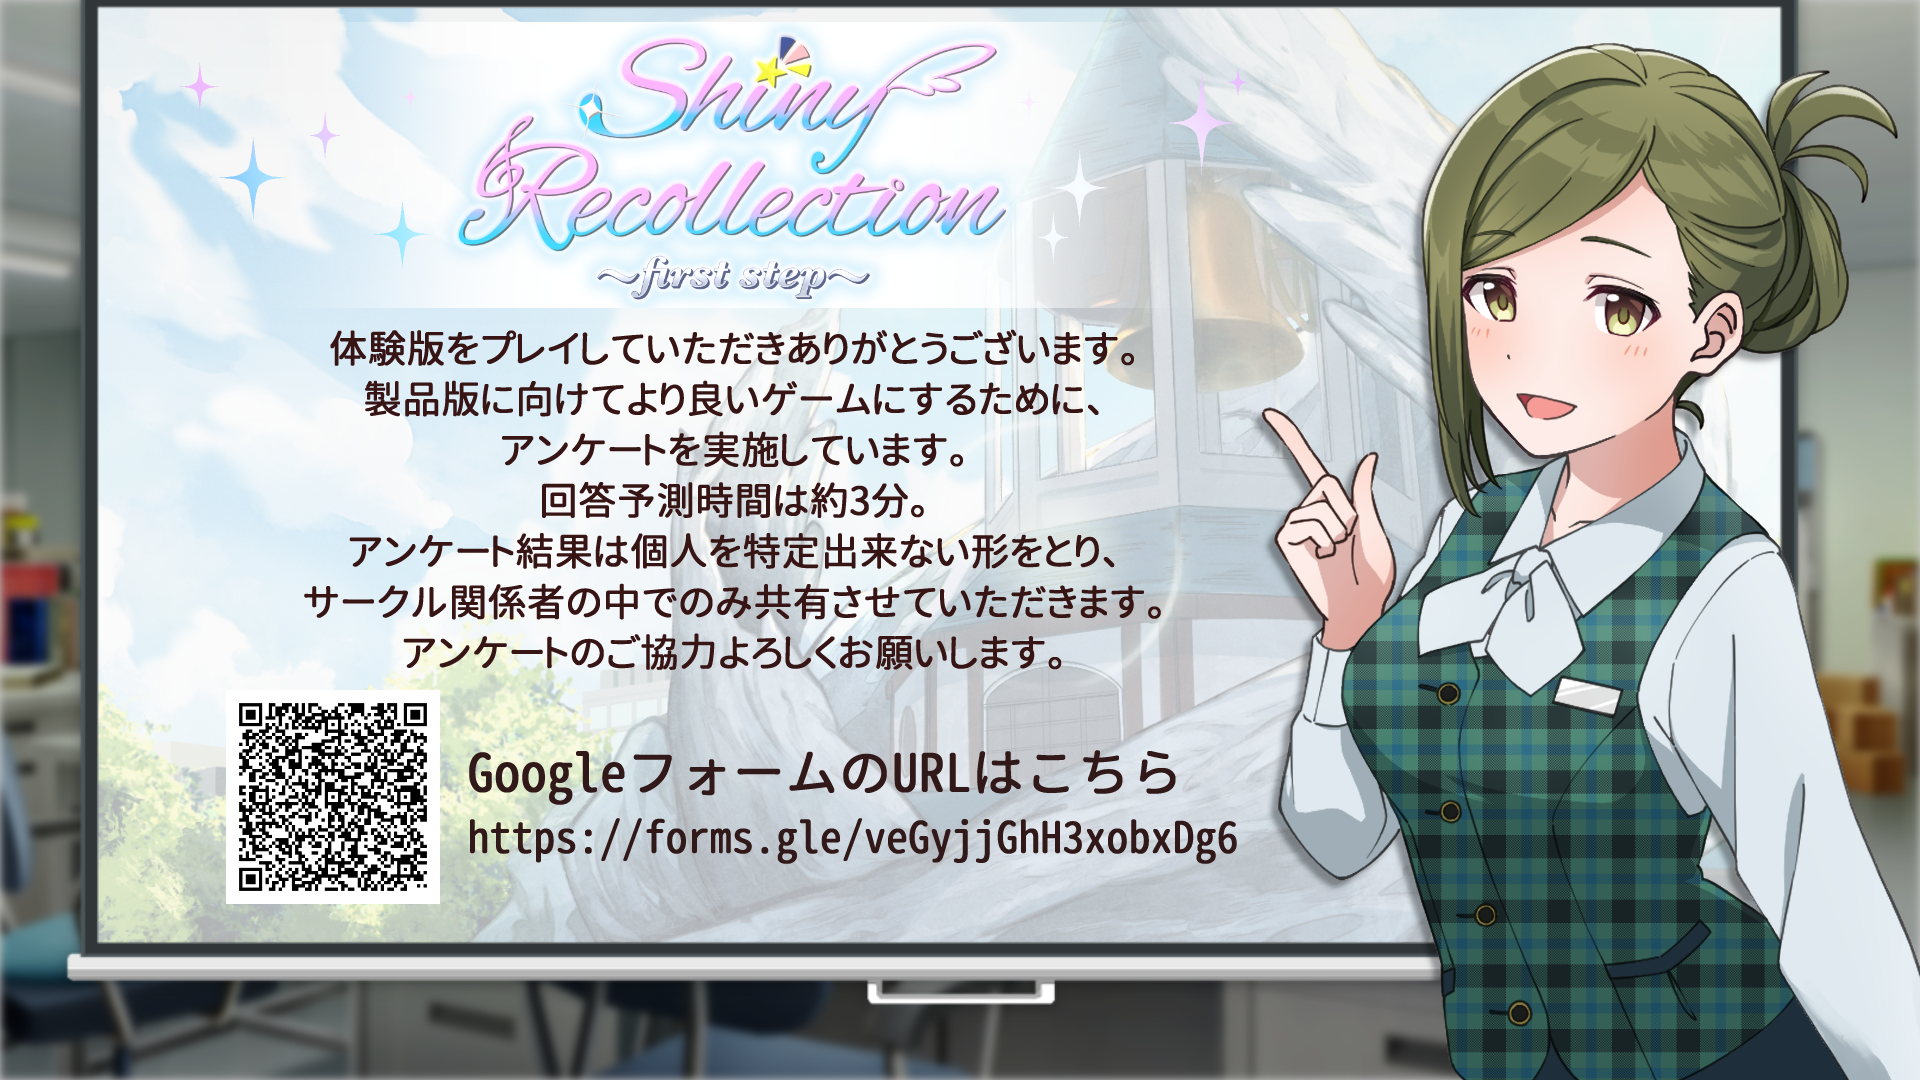 Shiny
Recollection
～first step～
体験版をプレイしていただきありがとうございます。
製品版に向けてより良いゲームにするために、
アンケートを実施しています。
回答予測時間は約3分。
アンケート結果は個人を特定出来ない形をとり、
サークル関係者の中でのみ共有させていただきます。
アンケートのご協力よろしくお願いします。
GoogleフォームのURLはこちら
https://forms.gle/veGyjjGhH3xobxDg6